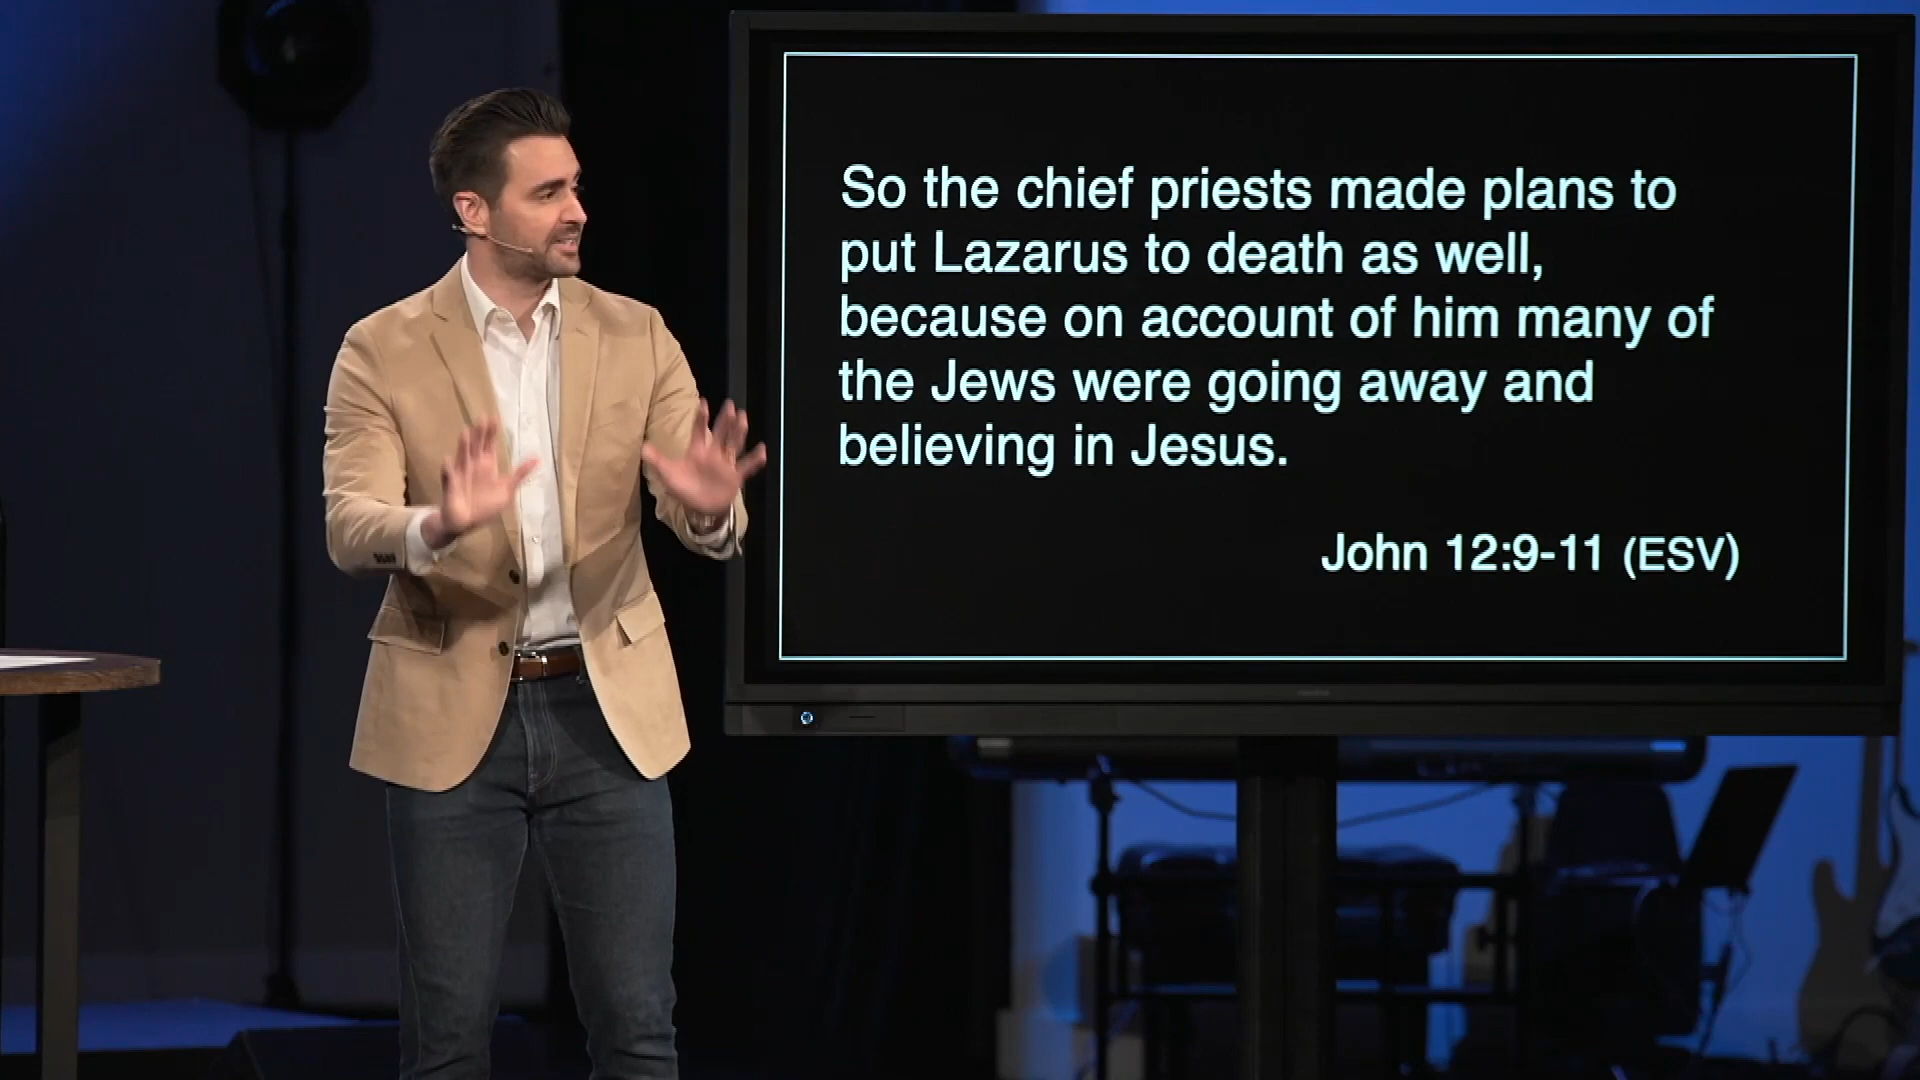 So the chief priests made plans to
put Lazarus to death as well,
because on account of him many of
the Jews were going away and
believing in Jesus.
John 12:9-11 (ESV)